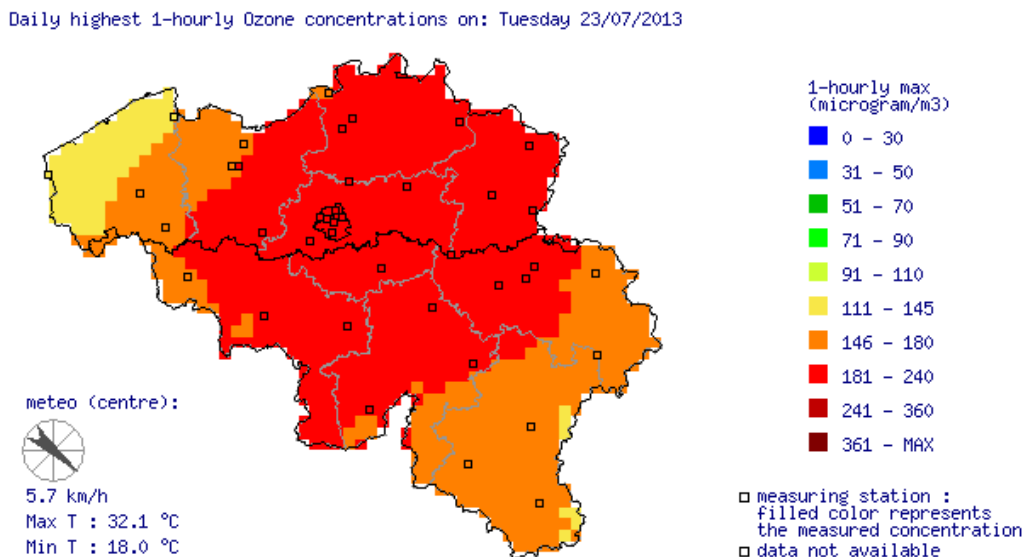 Daily highest 1-hourly Ozone concentrations on: Tuesday 23/07/2013
1-hourly max
(microgram/m3)
0 - 30
31 - 50
51 - 70
71 - 90
91 - 110
111 - 145
146 - 180
181 - 240
241 - 360
361 - MAX
meteo (centre):
5.7 km/h
Max T : 32.1 °C
Min T : 18.0 °C
measuring station :
filled color represents
the measured concentration
data not available